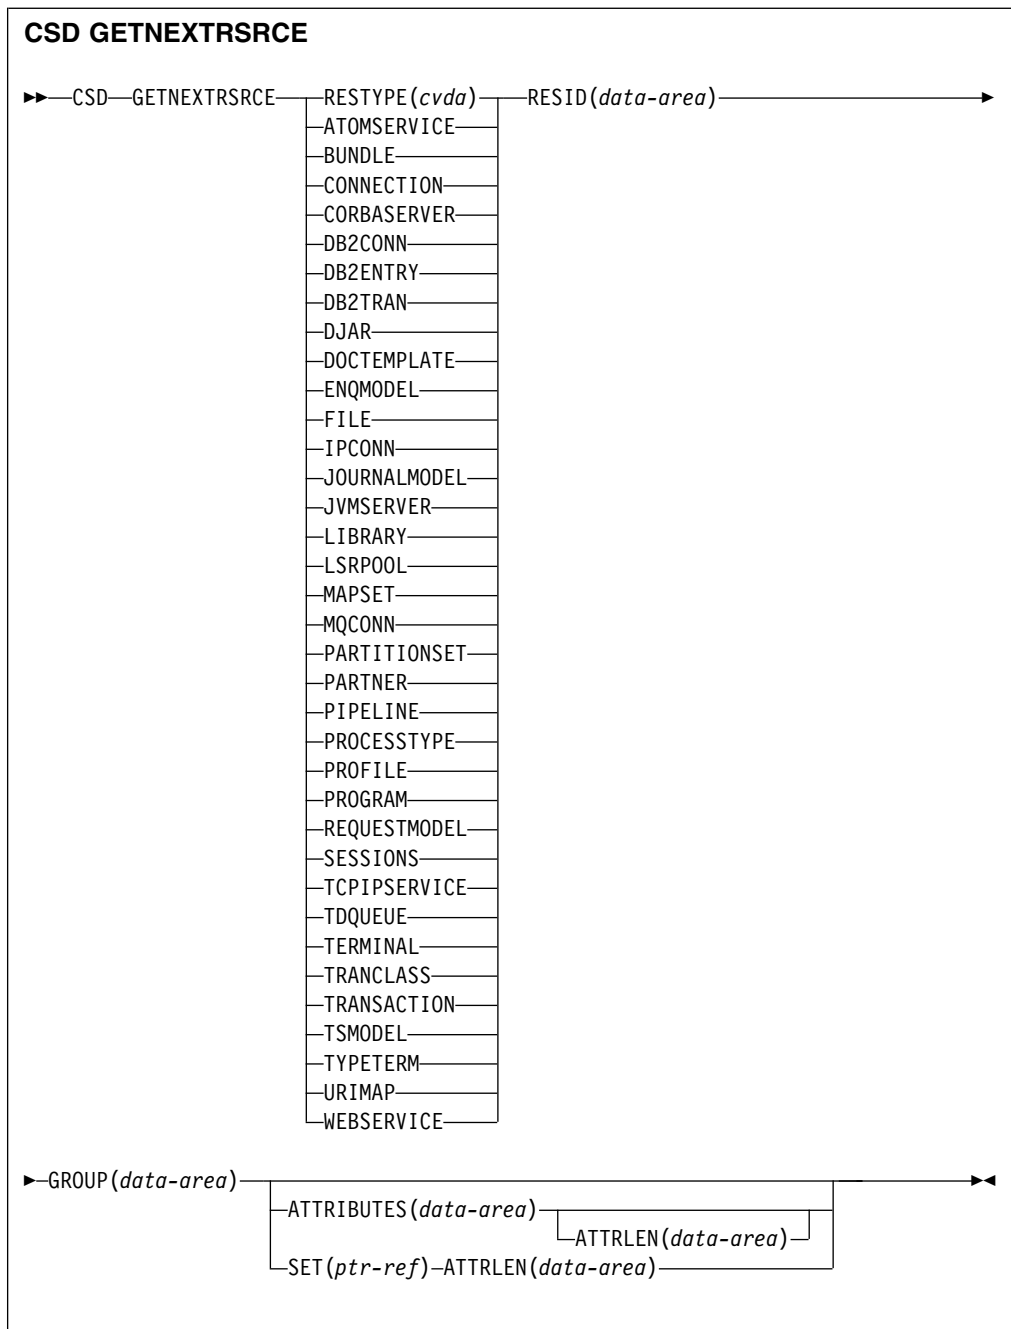 CSD GETNEXTRSRCE
CSD GETNEXTRSRCE RESTYPE(cvda) RESID(data-area)
ATOMSERVICE
BUNDLE
CONNECTION
CORBASERVER
DB2CONN
DB2ENTRY
DB2TRAN
DJAR
DOCTEMPLATE
ENQMODEL
FILE
IPCONN
JOURNALMODEL
JVMSERVER
LIBRARY
LSRPOOL
MAPSET
MQCONN
PARTITIONSET
PARTNER
PIPELINE
PROCESSTYPE
PROFILE
PROGRAM
REQUESTMODEL
SESSIONS
TCPIPSERVICE
TDQUEUE
TERMINAL
TRANCLASS
TRANSACTION
TSMODEL
TYPETERM
URIMAP
WEBSERVICE
GROUP(data-area)
ATTRIBUTES(data-area)
ATTRLEN(data-area)
SET(ptr-ref) ATTRLEN(data-area)